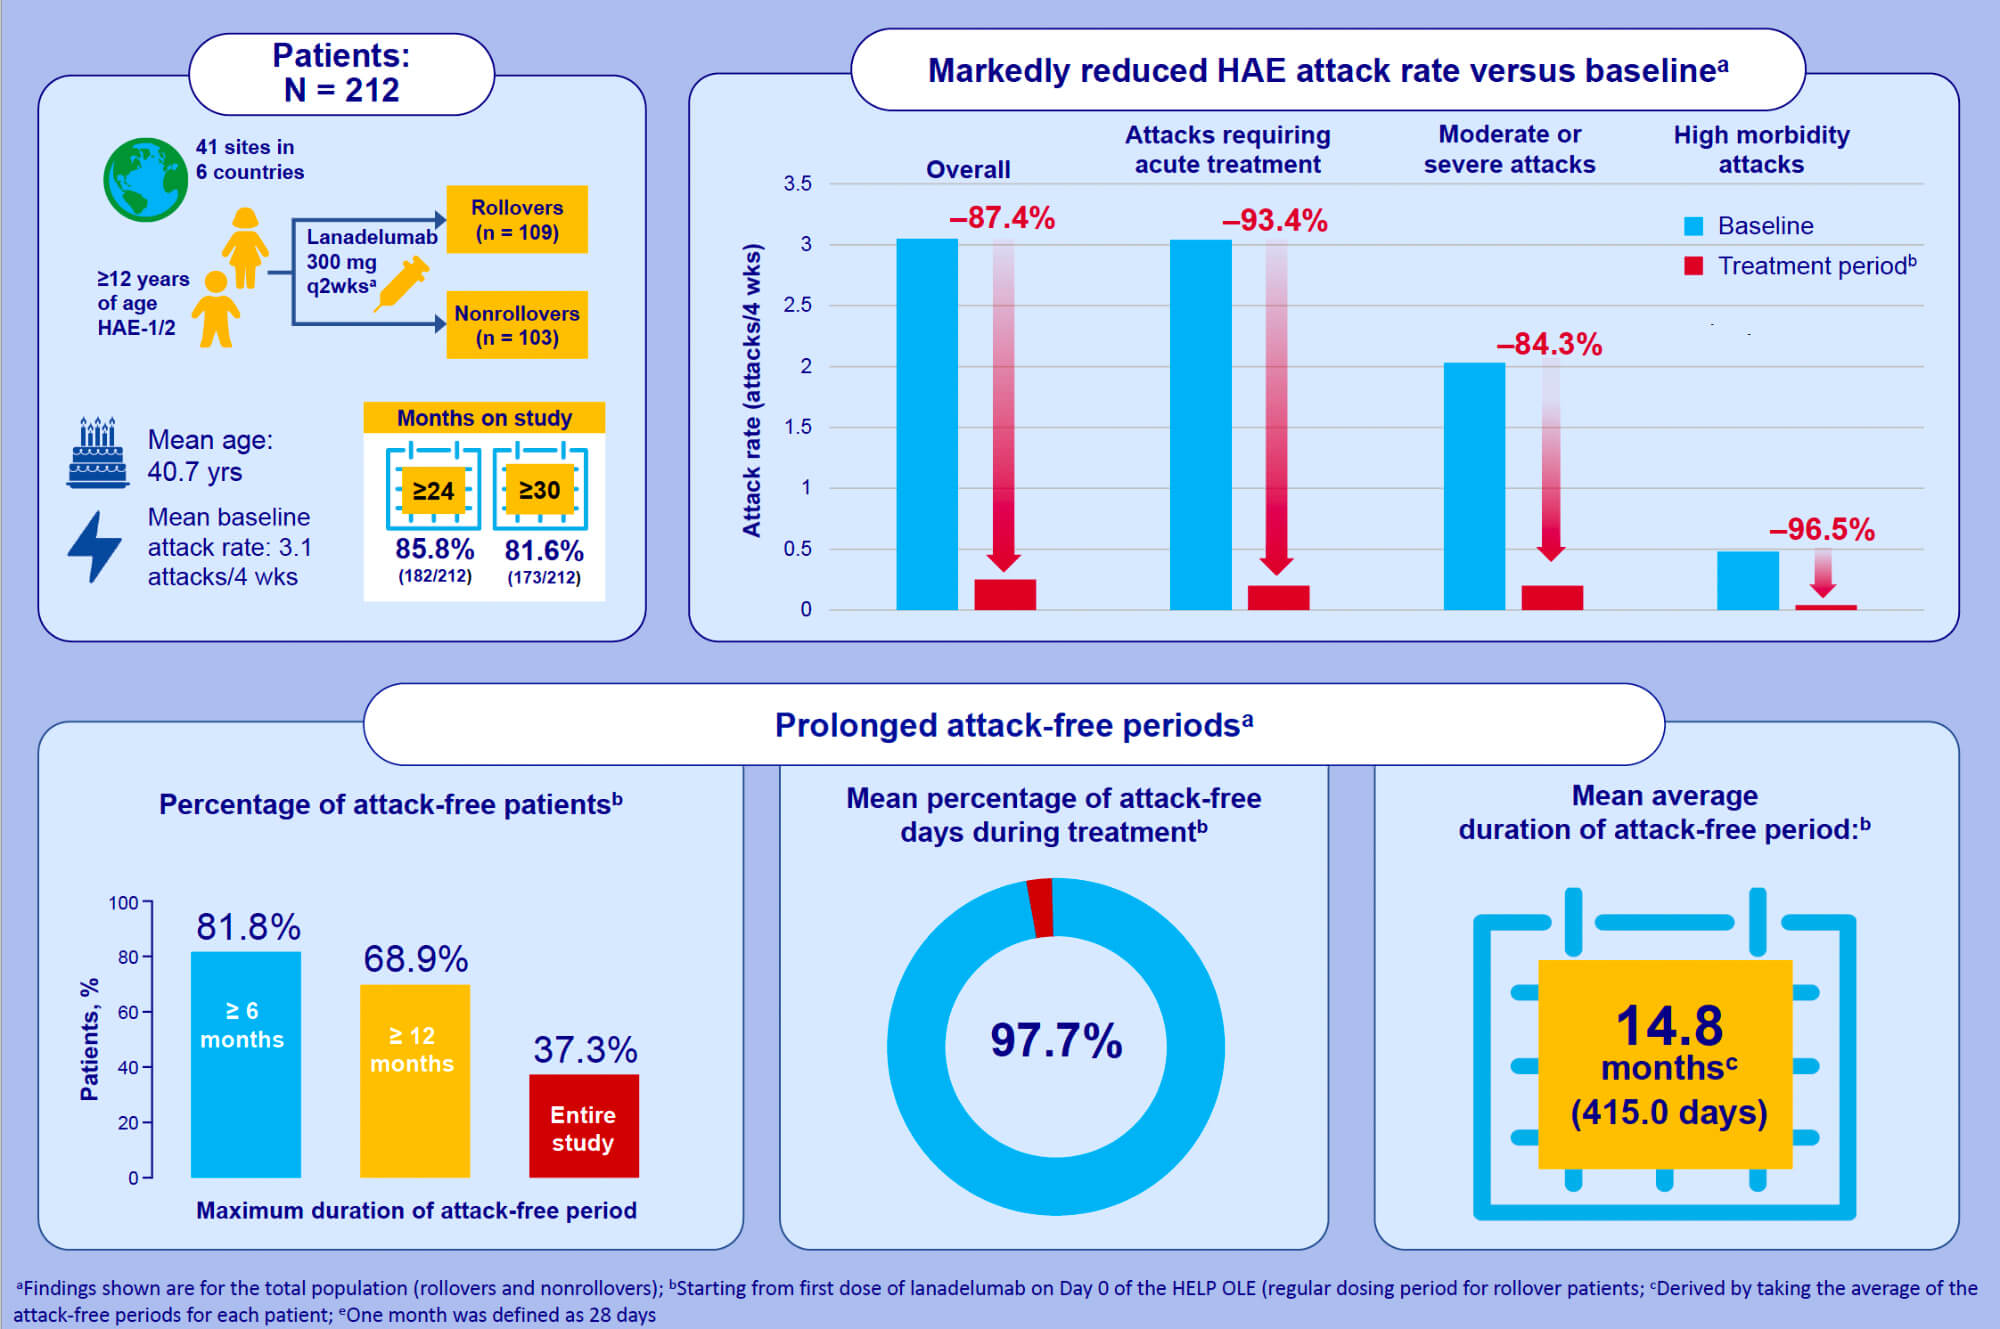 Patients:
N = 212
41 sites in
6 countries
≥12 years
of age
HAE-1/2
Lanadelumab
300 mg
q2wksᵃ
Rollovers
(n = 109)
Nonrollovers
(n = 103)
Mean age:
40.7 yrs
Mean baseline
attack rate: 3.1
attacks/4 wks
Months on study
≥24
≥30
85.8%
81.6%
(182/212)
(173/212)
Markedly reduced HAE attack rate versus baselineᵃ
Overall
Attacks requiring
acute treatment
Moderate or
severe attacks
High morbidity
attacks
Attack rate (attacks/4 wks)
3.5
3
2.5
2
1.5
1
0.5
0
–87.4%
–93.4%
–84.3%
–96.5%
Baseline
Treatment periodᵇ
Prolonged attack-free periodsᵃ
Percentage of attack-free patientsᵇ
Patients, %
100
80
60
40
20
0
81.8%
≥ 6
months
68.9%
≥ 12
months
37.3%
Entire
study
Maximum duration of attack-free period
Mean percentage of attack-free
days during treatmentᵇ
97.7%
Mean average
duration of attack-free period:ᵇ
14.8
monthsᶜ
(415.0 days)
ᵃFindings shown are for the total population (rollovers and nonrollovers); ᵇStarting from first dose of lanadelumab on Day 0 of the HELP OLE (regular dosing period for rollover patients; ᶜDerived by taking the average of the
attack-free periods for each patient; ᵉOne month was defined as 28 days